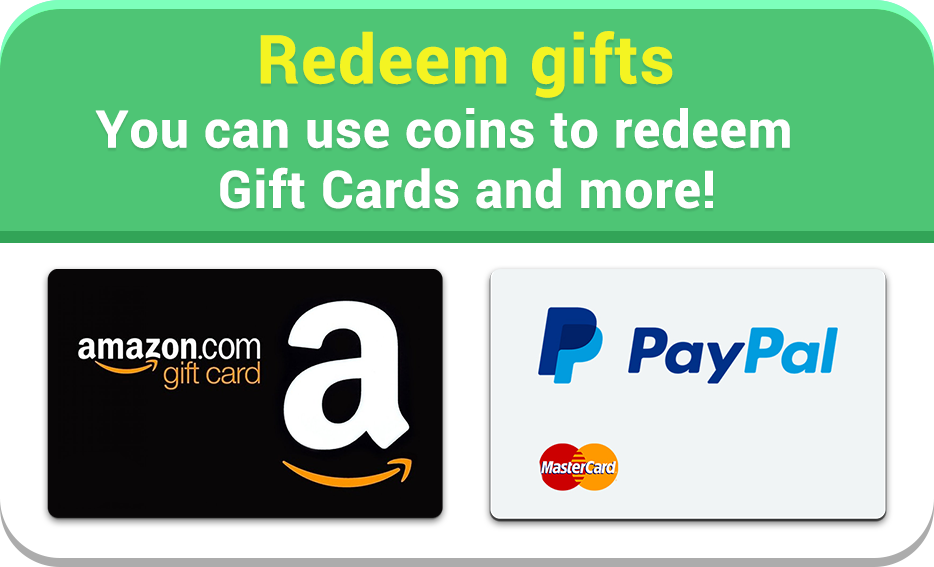 Redeem gifts
You can use coins to redeem
Gift Cards and more!
amazon.com
gift card
a
PayPal
MasterCard